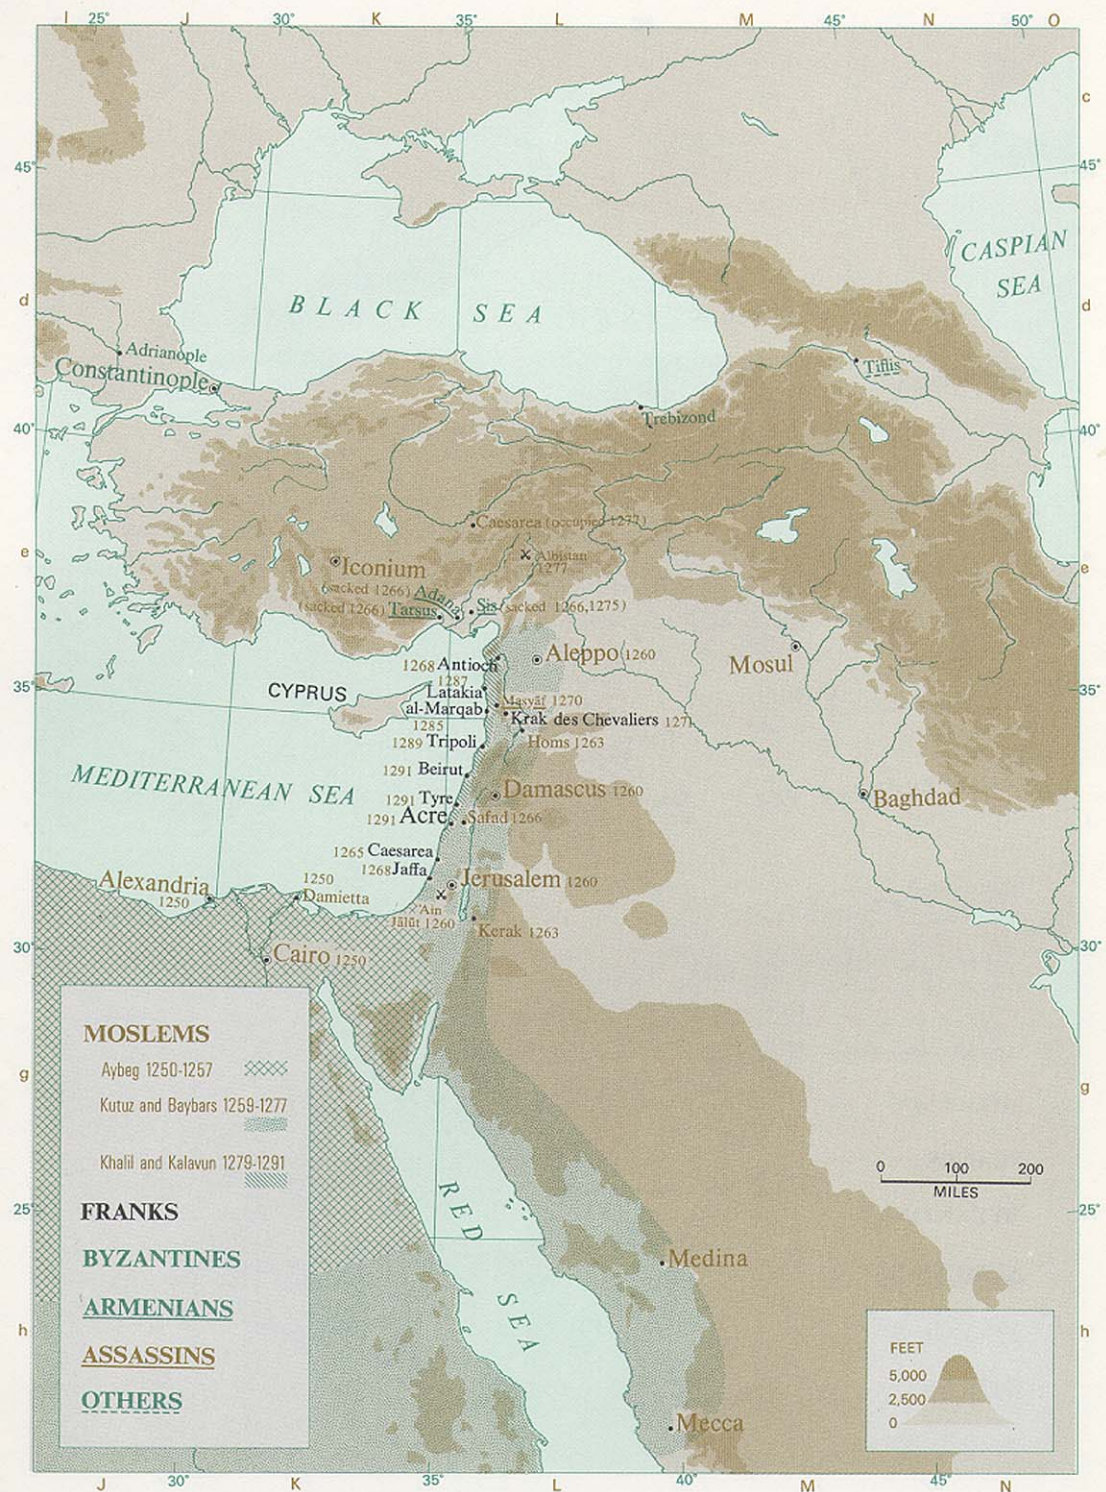 I 25° J 30° K 35° L M 45° N 50° O
c
45° 45°
CASPIAN
SEA
d d
BLACK SEA
Adrianople
Constantinople
Tiflis
Trebizond
40° 40°
Caesarea (occupied 1277)
e e
Albistan
1277
Iconium
(sacked 1266) Adana
(sacked 1266) Tarsus
Sis (sacked 1266,1275)
Aleppo 1260
Mosul
1268 Antioch
35° 35°
CYPRUS
1287
Latakia
al-Marqab
1285
Masyāf 1270
Krak des Chevaliers 1271
1289 Tripoli
Homs 1263
MEDITERRANEAN SEA
1291 Beirut
Damascus 1260
Baghdad
1291 Tyre
1291 Acre
Safad 1266
1265 Caesarea
1268 Jaffa
Jerusalem 1260
Alexandria
1250
1250
Damietta
'Ain
Jālūt 1260
Kerak 1263
30° 30°
Cairo 1250
MOSLEMS
Aybeg 1250-1257
Kutuz and Baybars 1259-1277
Khalil and Kalavun 1279-1291
FRANKS
BYZANTINES
ARMENIANS
ASSASSINS
OTHERS
g g
0 100 200
MILES
25° 25°
RED SEA
Medina
h h
Mecca
FEET
5,000
2,500
0
J 30° K 35° L 40° M 45° N